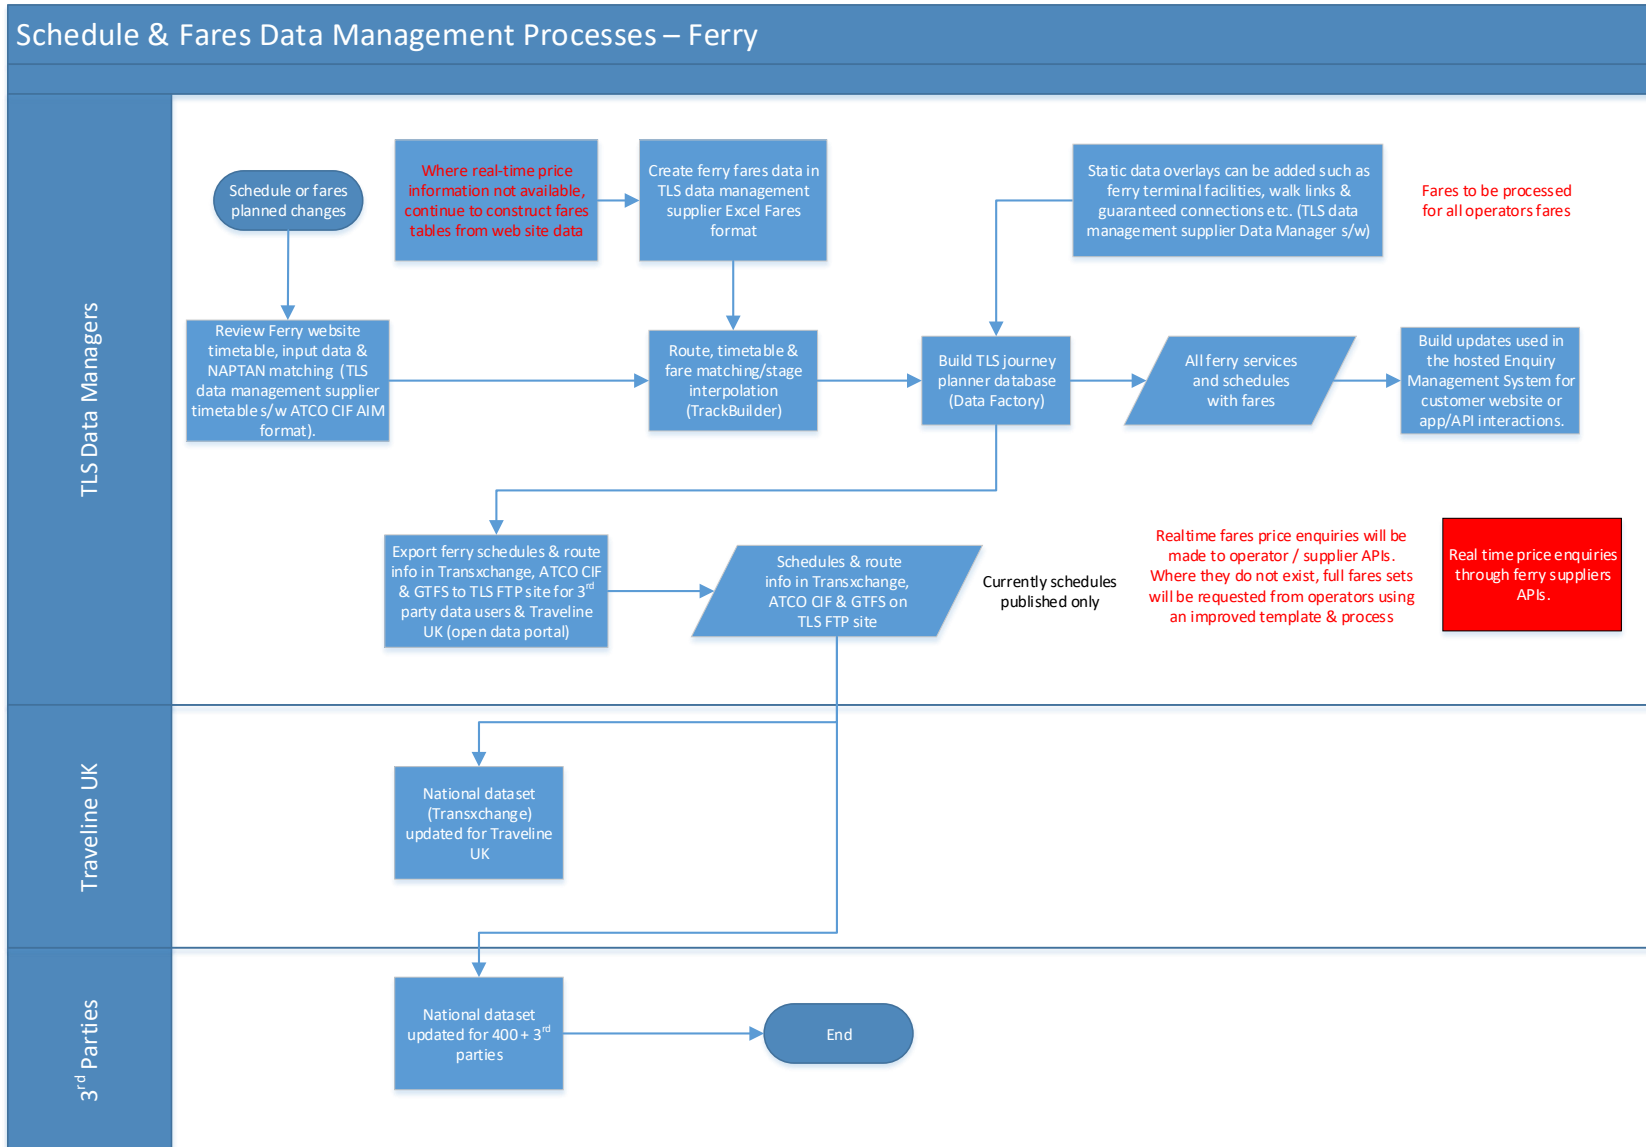 Schedule & Fares Data Management Processes – Ferry
TLS Data Managers
Schedule or fares
planned changes
Where real-time price
information not available,
continue to construct fares
tables from web site data
Create ferry fares data in
TLS data management
supplier Excel Fares
format
Static data overlays can be added such as
ferry terminal facilities, walk links &
guaranteed connections etc. (TLS data
management supplier Data Manager s/w)
Fares to be processed
for all operators fares
Review Ferry website
timetable, input data &
NAPTAN matching (TLS
data management supplier
timetable s/w ATCO CIF AIM
format).
Route, timetable &
fare matching/stage
interpolation
(TrackBuilder)
Build TLS journey
planner database
(Data Factory)
All ferry services
and schedules
with fares
Build updates used in
the hosted Enquiry
Management System for
customer website or
app/API interactions.
Export ferry schedules & route
info in Transxchange, ATCO CIF
& GTFS to TLS FTP site for 3rd
party data users & Traveline
UK (open data portal)
Schedules & route
info in Transxchange,
ATCO CIF & GTFS on
TLS FTP site
Currently schedules
published only
Realtime fares price enquiries will be
made to operator / supplier APIs.
Where they do not exist, full fares sets
will be requested from operators using
an improved template & process
Real time price enquiries
through ferry suppliers
APIs.
Traveline UK
National dataset
(Transxchange)
updated for Traveline
UK
3rd Parties
National dataset
updated for 400 + 3rd
parties
End